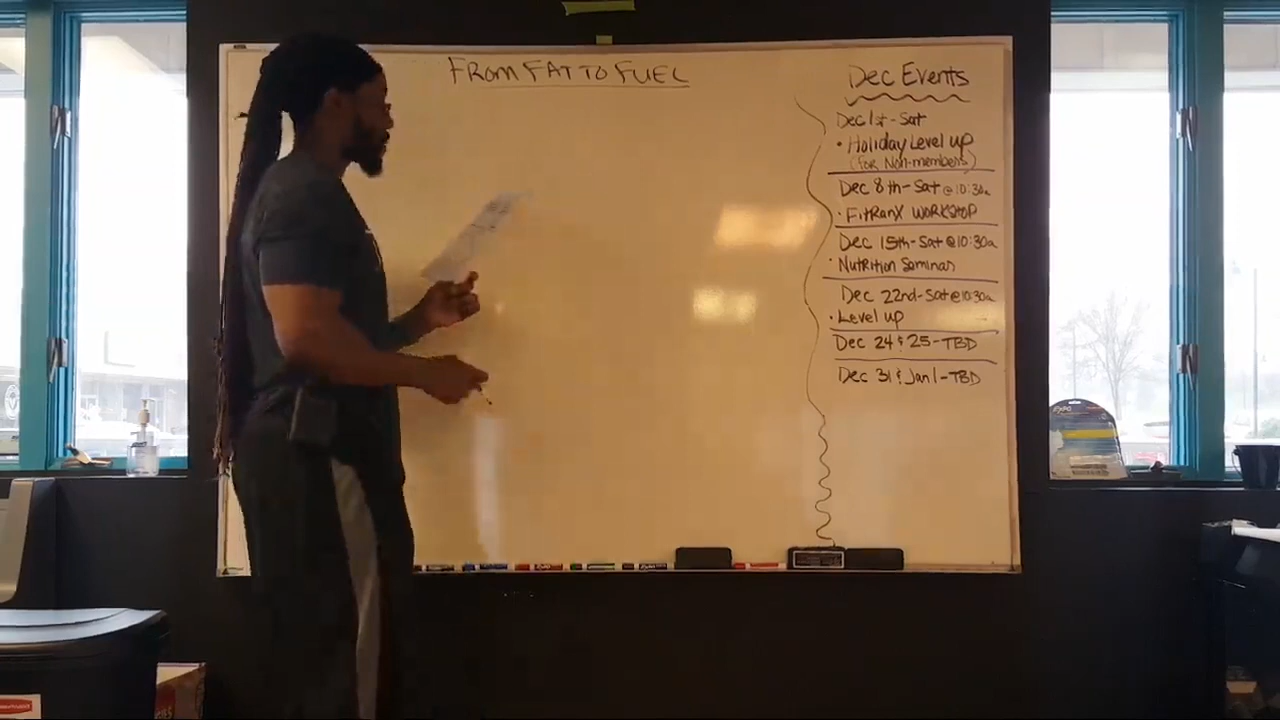 FROM FAT TO FUEL
Dec Events
Dec 1st-Sat
• Holiday Level up
(For Non-members)
Dec 8th-Sat @ 10:30a
• FitRanX WORKSHOP
Dec 15th-Sat @ 10:30a
• Nutrition Seminar
Dec 22nd-Sat @ 10:30a
• Level up
Dec 24 & 25-TBD
Dec 31 & Jan 1-TBD
EXPO